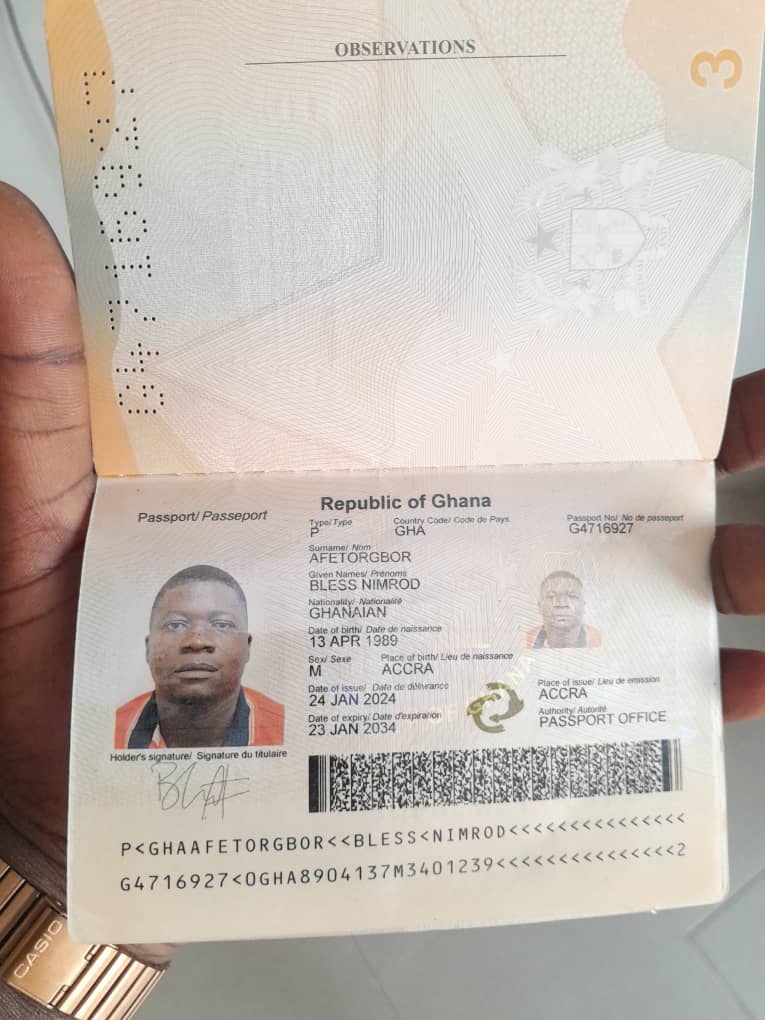 OBSERVATIONS
3
G4716927
Passport/ Passeport
Republic of Ghana
Type/ Type
Country Code/ Code de Pays
Passport No/ No de passeport
P
GHA
G4716927
Surname/ Nom
AFETORGBOR
Given Names/ Prénoms
BLESS NIMROD
Nationality/ Nationalité
GHANAIAN
Date of birth/ Date de naissance
13 APR 1989
Sex/ Sexe
Place of birth/ Lieu de naissance
M
ACCRA
Date of issue/ Date de délivrance
Place of issue/ Lieu de emission
24 JAN 2024
ACCRA
Date of expiry/ Date d'expiration
Authority/ Autorité
23 JAN 2034
PASSPORT OFFICE
OF GHANA
Holder's signature/ Signature du titulaire
P<GHAAFETORGBOR<<BLESS<NIMROD<<<<<<<<<<<<<<<
G4716927<0GHA8904137M3401239<<<<<<<<<<<<<<<2
CASIO